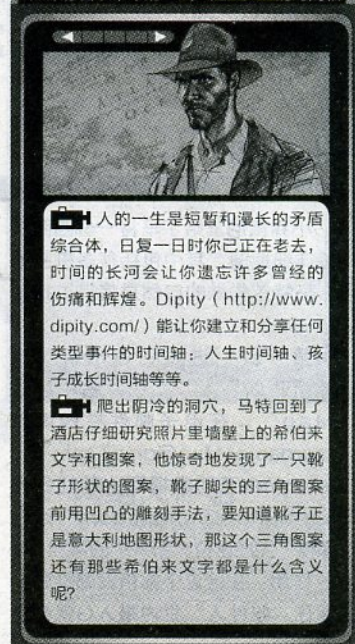 人的一生是短暂和漫长的矛盾
综合体，日复一日时你已正在老去，
时间的长河会让你遗忘许多曾经的
伤痛和辉煌。Dipity（http://www.
dipity.com/）能让你建立和分享任何
类型事件的时间轴：人生时间轴、孩
子成长时间轴等等。
爬出阴冷的洞穴，马特回到了
酒店仔细研究照片里墙壁上的希伯来
文字和图案，他惊奇地发现了一只靴
子形状的图案，靴子脚尖的三角图案
前用凹凸的雕刻手法，要知道靴子正
是意大利地图形状，那这个三角图案
还有那些希伯来文字都是什么含义
呢？